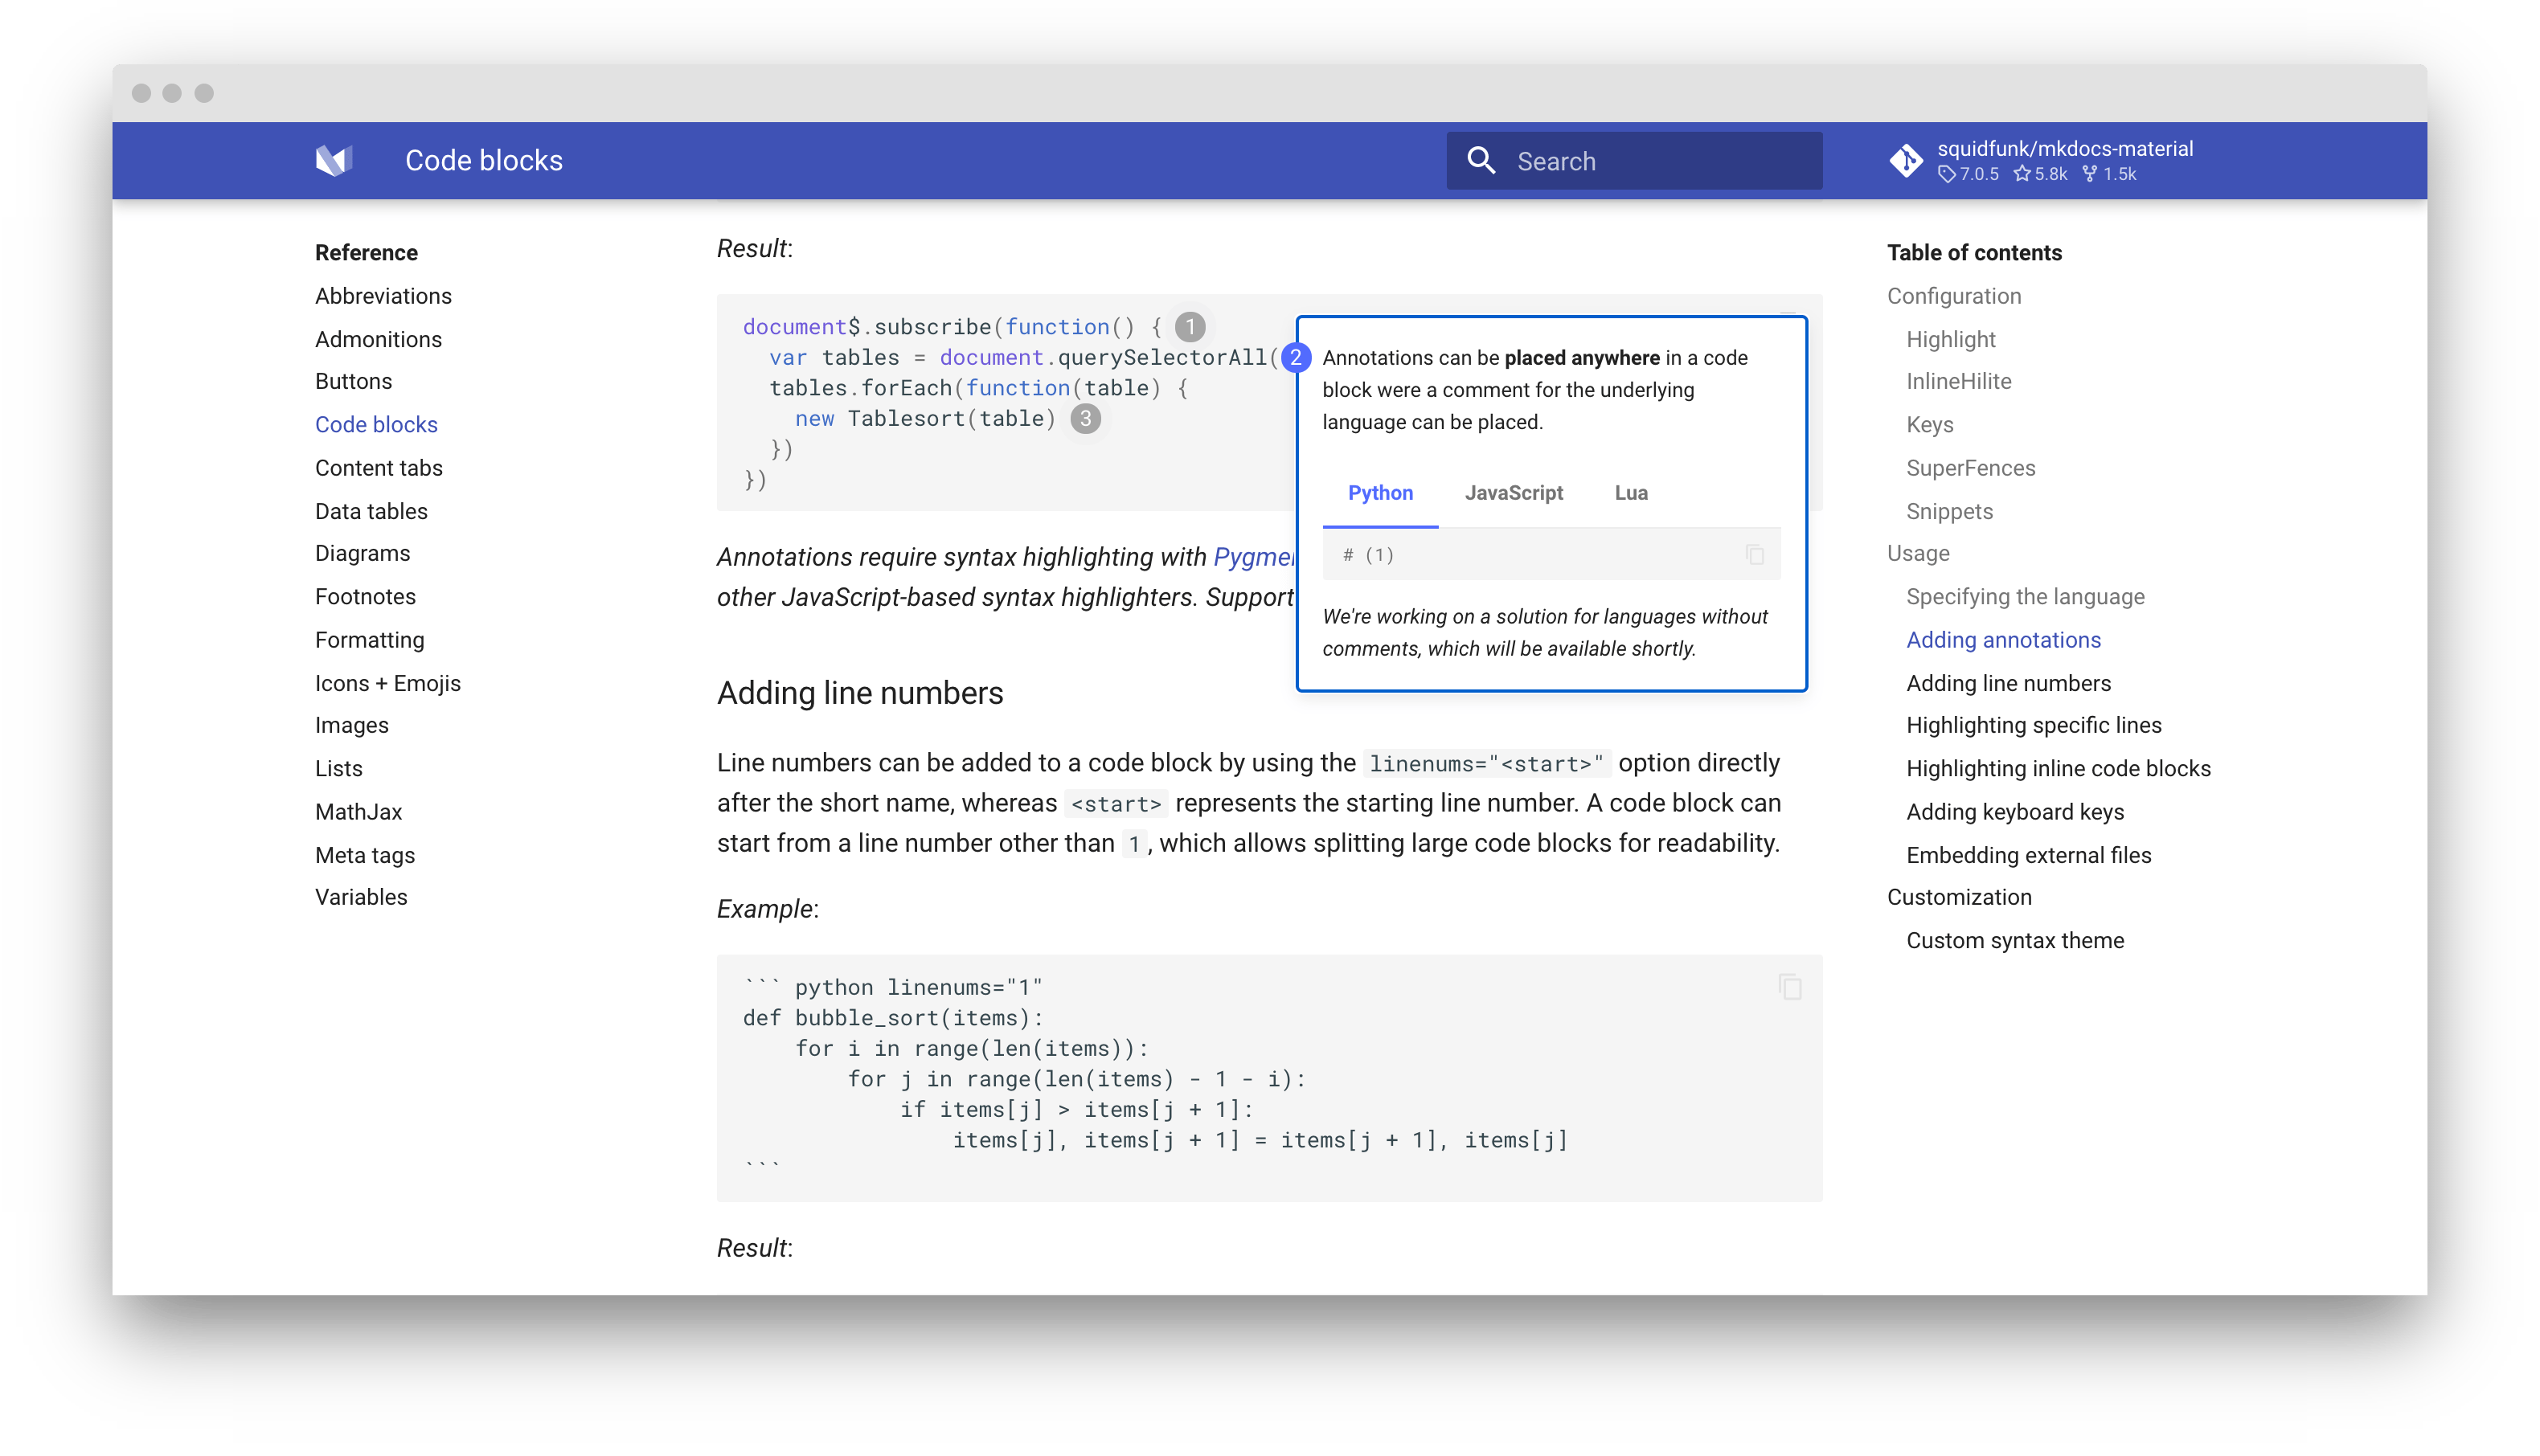 Code blocks
Search
squidfunk/mkdocs-material
7.0.5 5.8k 1.5k
Reference
Abbreviations
Admonitions
Buttons
Code blocks
Content tabs
Data tables
Diagrams
Footnotes
Formatting
Icons + Emojis
Images
Lists
MathJax
Meta tags
Variables
Result:
document$.subscribe(function() { 1
  var tables = document.querySelectorAll(
  tables.forEach(function(table) {
    new Tablesort(table) 3
  })
})
2 Annotations can be placed anywhere in a code
block were a comment for the underlying
language can be placed.
Python JavaScript Lua
# (1)
We're working on a solution for languages without
comments, which will be available shortly.
Annotations require syntax highlighting with
other JavaScript-based syntax highlighters. Support
Adding line numbers
Line numbers can be added to a code block by using the linenums="<start>" option directly
after the short name, whereas <start> represents the starting line number. A code block can
start from a line number other than 1, which allows splitting large code blocks for readability.
Example:
``` python linenums="1"
def bubble_sort(items):
    for i in range(len(items)):
        for j in range(len(items) - 1 - i):
            if items[j] > items[j + 1]:
                items[j], items[j + 1] = items[j + 1], items[j]
```
Result:
Table of contents
Configuration
Highlight
InlineHilite
Keys
SuperFences
Snippets
Usage
Specifying the language
Adding annotations
Adding line numbers
Highlighting specific lines
Highlighting inline code blocks
Adding keyboard keys
Embedding external files
Customization
Custom syntax theme